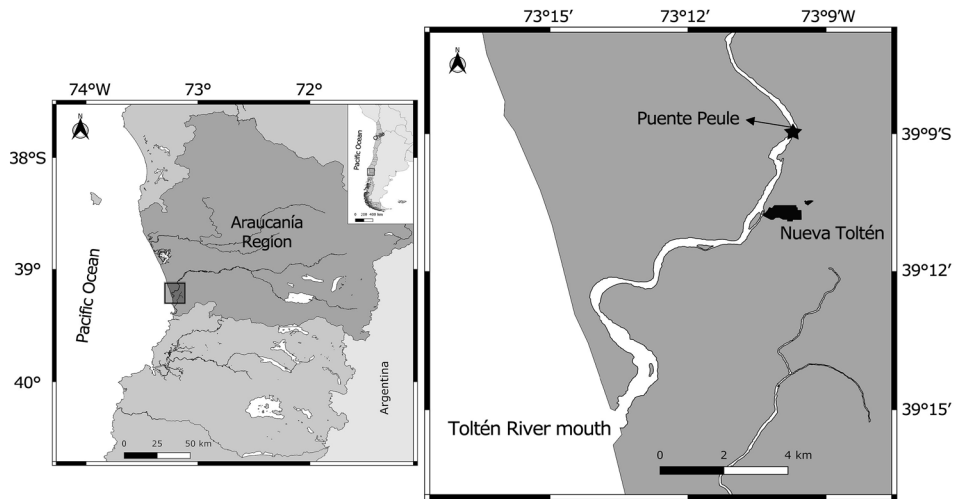 74°W
73°
72°
N
38°S
39°
40°
Pacific Ocean
Araucanía
Region
Argentina
0 25 50 km
Pacific Ocean
73°15'
73°12'
73°9'W
N
39°9'S
39°12'
39°15'
Puente Peule
Nueva Toltén
Toltén River mouth
0 2 4 km